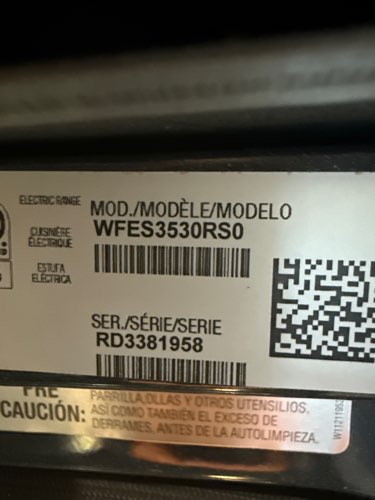 ELECTRIC RANGE
CUISINIÈRE
ÉLECTRIQUE
ESTUFA
ELÉCTRICA
MOD./MODÈLE/MODELO
WFES3530RS0
SER./SÉRIE/SERIE
RD3381958
PRE
CAUCIÓN:
PARRILLA, OLLAS Y OTROS UTENSILIOS,
ASÍ COMO TAMBIÉN EL EXCESO DE
DERRAMES, ANTES DE LA AUTOLIMPIEZA.